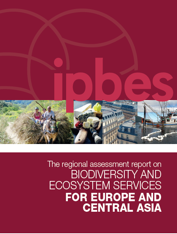 ipbes
The regional assessment report on
BIODIVERSITY AND
ECOSYSTEM SERVICES
FOR EUROPE AND
CENTRAL ASIA